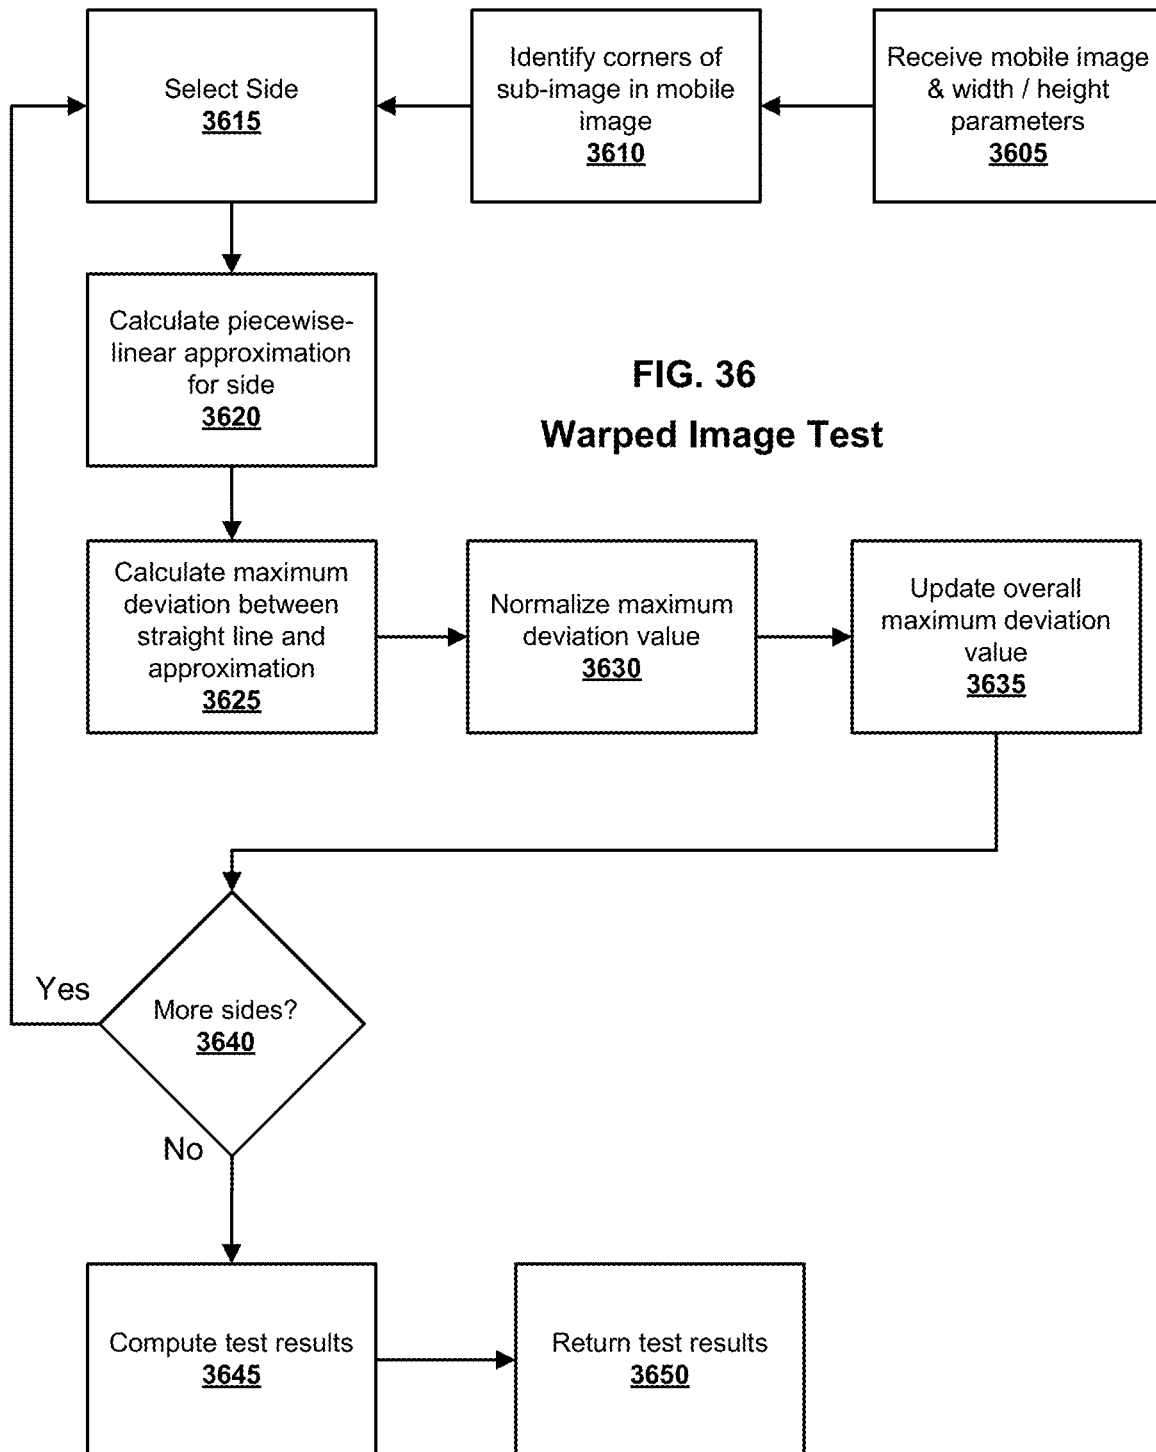 Select Side
3615
Identify corners of
sub-image in mobile
image
3610
Receive mobile image
& width / height
parameters
3605
Calculate piecewise-
linear approximation
for side
3620
FIG. 36
Warped Image Test
Calculate maximum
deviation between
straight line and
approximation
3625
Normalize maximum
deviation value
3630
Update overall
maximum deviation
value
3635
Yes
More sides?
3640
No
Compute test results
3645
Return test results
3650